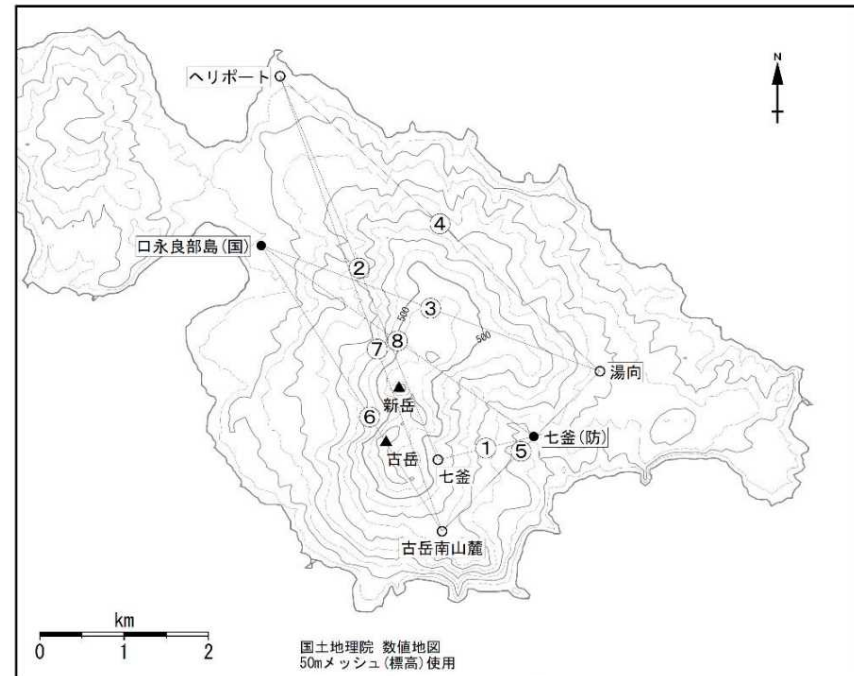 ヘリポート
N
④
口永良部島(国)
②
③
500
⑧
⑦
500
湯向
新岳
⑥
七釜(防)
古岳
①
⑤
七釜
古岳南山麓
km
0 1 2
国土地理院 数値地図
50mメッシュ(標高)使用